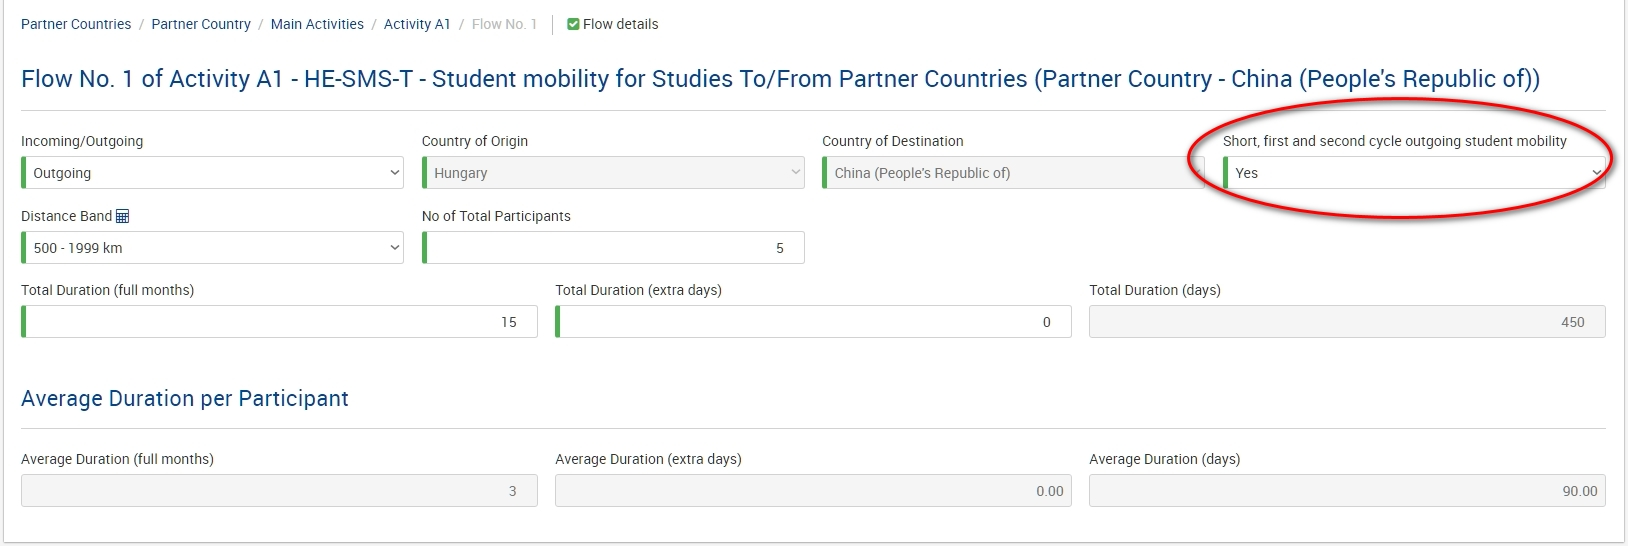 Partner Countries / Partner Country / Main Activities / Activity A1 / Flow No. 1 Flow details
Flow No. 1 of Activity A1 - HE-SMS-T - Student mobility for Studies To/From Partner Countries (Partner Country - China (People's Republic of))
Incoming/Outgoing Country of Origin Country of Destination Short, first and second cycle outgoing student mobility
Outgoing Hungary China (People's Republic of) Yes
Distance Band No of Total Participants
500 - 1999 km 5
Total Duration (full months) Total Duration (extra days) Total Duration (days)
15 0 450
Average Duration per Participant
Average Duration (full months) Average Duration (extra days) Average Duration (days)
3 0.00 90.00